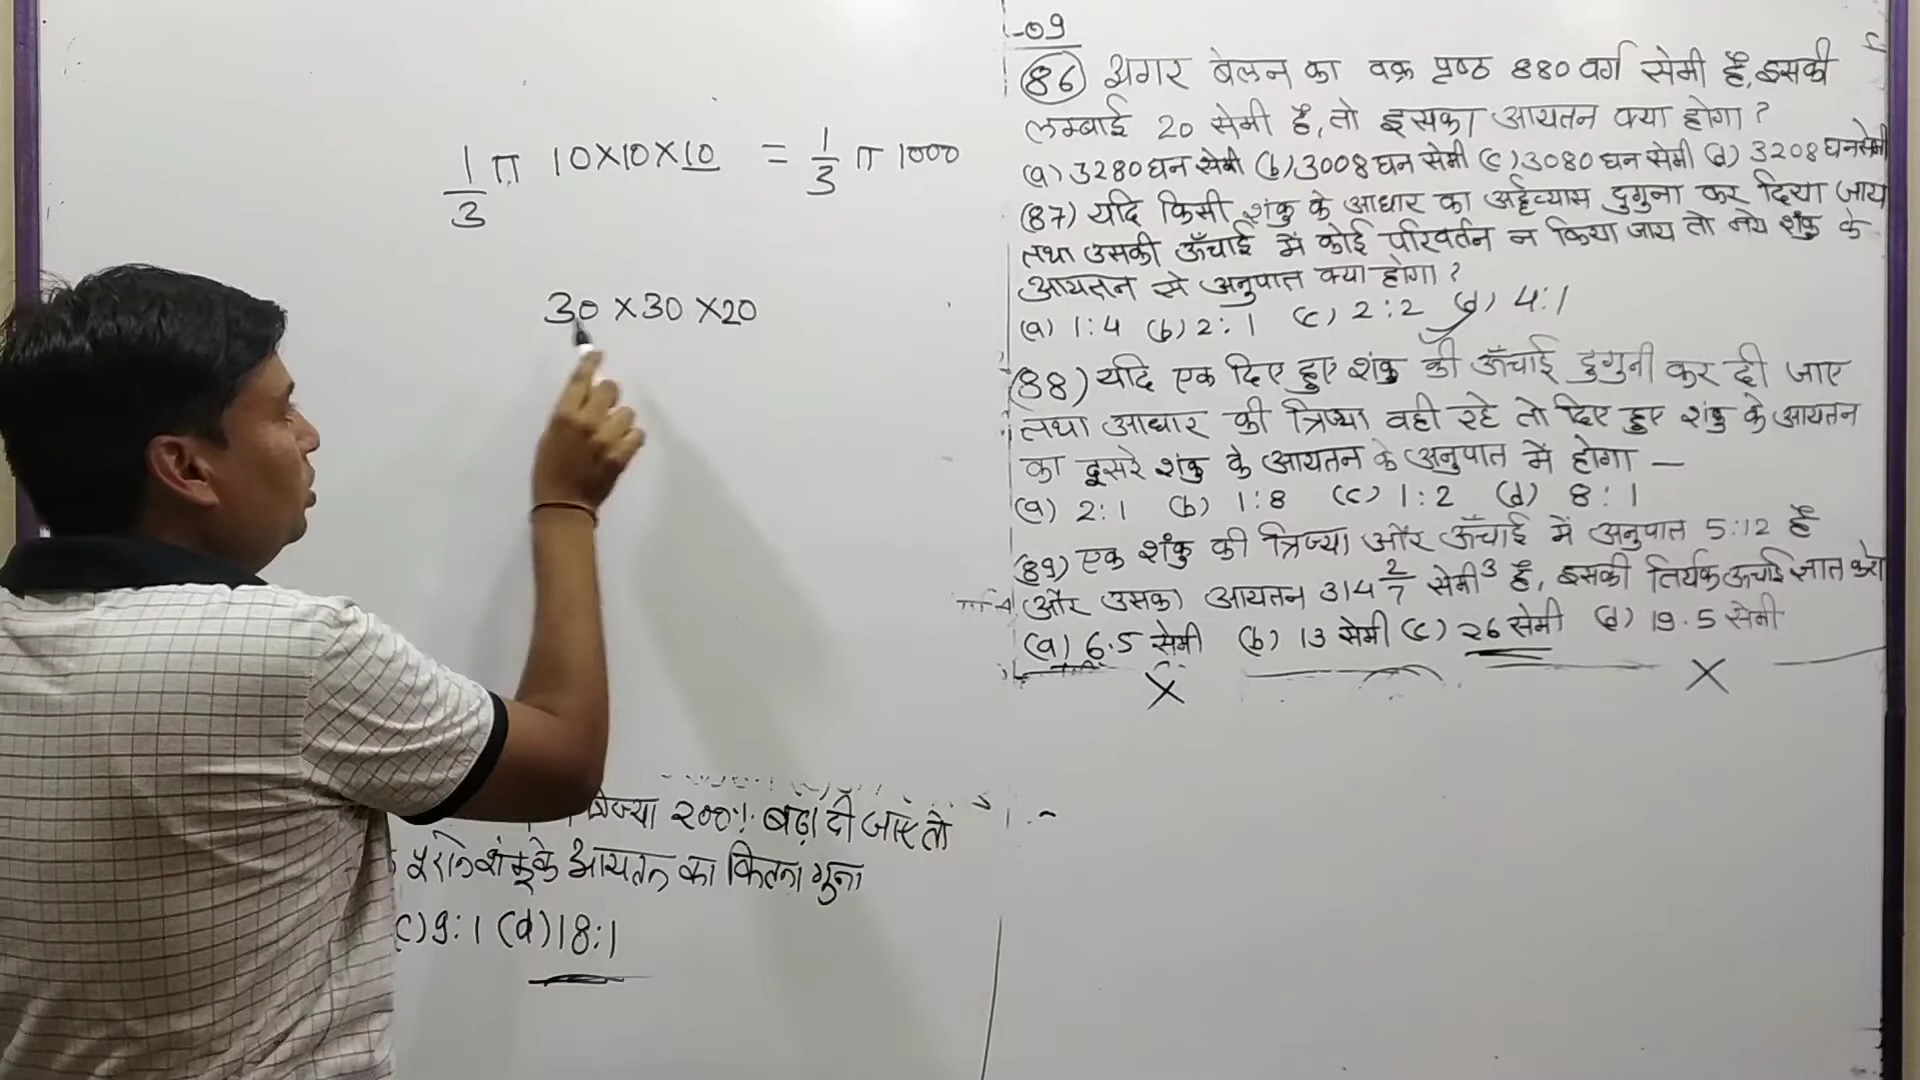 1/3 π 10×10×10 = 1/3 π 1000
30 ×30 ×20
त्रिज्या 200% बढ़ा दी जाए तो
शंकु के आयतन का कितना गुना
(c) 9:1 (d) 18:1
-09
(86) अगर बेलन का वक्र पृष्ठ 880 वर्ग सेमी है, इसकी
लम्बाई 20 सेमी है, तो इसका आयतन क्या होगा ?
(a) 3280 घन सेमी (b) 3008 घन सेमी (c) 3080 घन सेमी (d) 3208 घन सेमी
(87) यदि किसी शंकु के आधार का अर्द्धव्यास दुगुना कर दिया जाय
तथा उसकी ऊँचाई में कोई परिवर्तन न किया जाय तो नये शंकु के
आयतन से अनुपात क्या होगा ?
(a) 1:4 (b) 2:1 (c) 2:2 (d) 4:1
(88) यदि एक दिए हुए शंकु की ऊँचाई दुगुनी कर दी जाए
तथा आधार की त्रिज्या वही रहे तो दिए हुए शंकु के आयतन
का दूसरे शंकु के आयतन के अनुपात में होगा —
(a) 2:1 (b) 1:8 (c) 1:2 (d) 8:1
(89) एक शंकु की त्रिज्या और ऊँचाई में अनुपात 5:12 है
और उसका आयतन 314 2/7 सेमी³ है, इसकी तिर्यक ऊचाई ज्ञात करो
(a) 6.5 सेमी (b) 13 सेमी (c) 26 सेमी (d) 19.5 सेमी
× ×